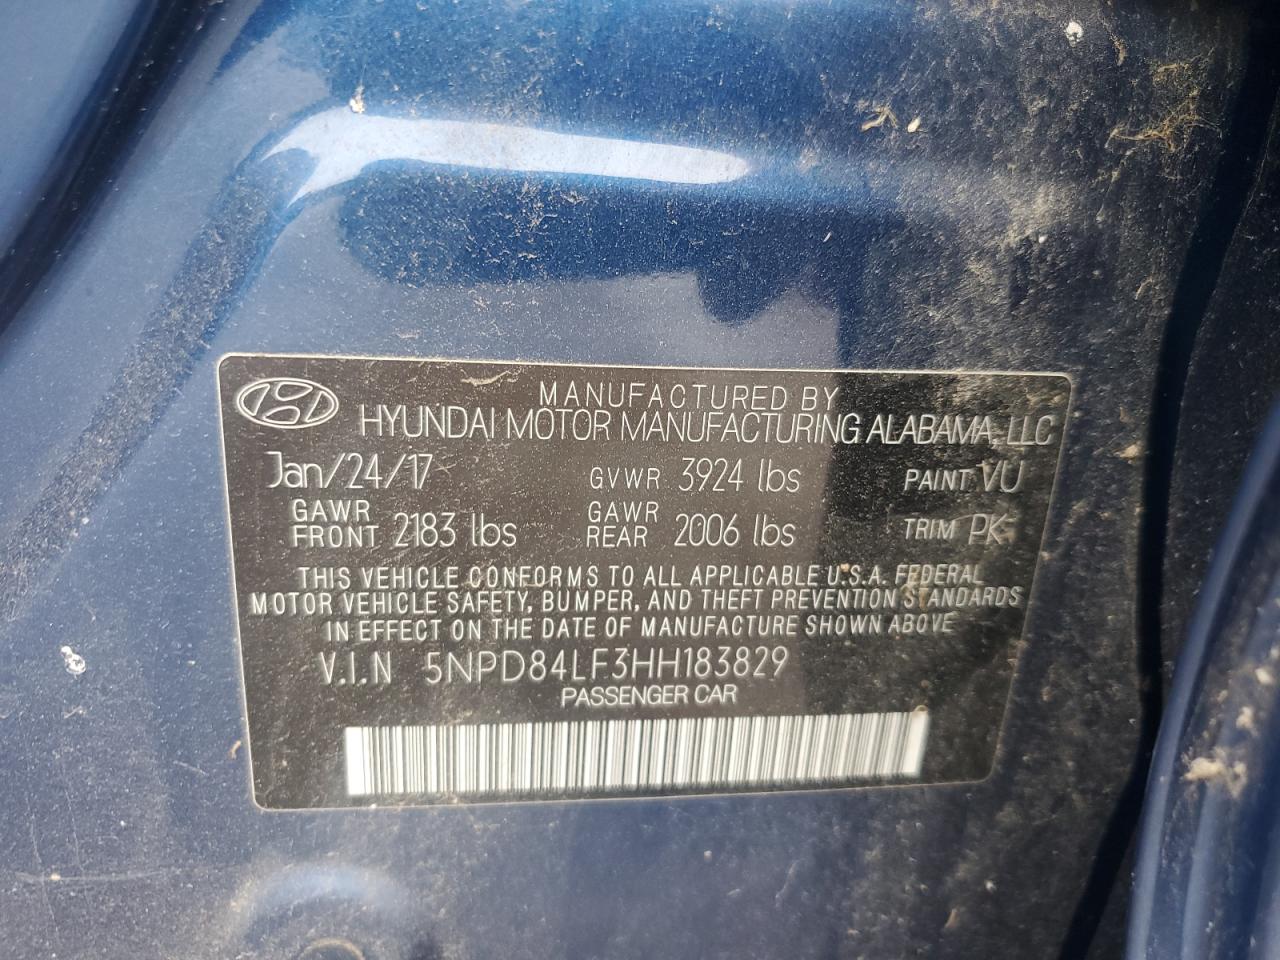 MANUFACTURED BY
HYUNDAI MOTOR MANUFACTURING ALABAMA, LLC
Jan/24/17 GVWR 3924 lbs PAINT VU
GAWR FRONT 2183 lbs GAWR REAR 2006 lbs TRIM PK
THIS VEHICLE CONFORMS TO ALL APPLICABLE U.S.A. FEDERAL
MOTOR VEHICLE SAFETY, BUMPER, AND THEFT PREVENTION STANDARDS
IN EFFECT ON THE DATE OF MANUFACTURE SHOWN ABOVE
V.I.N 5NPD84LF3HH183829
PASSENGER CAR